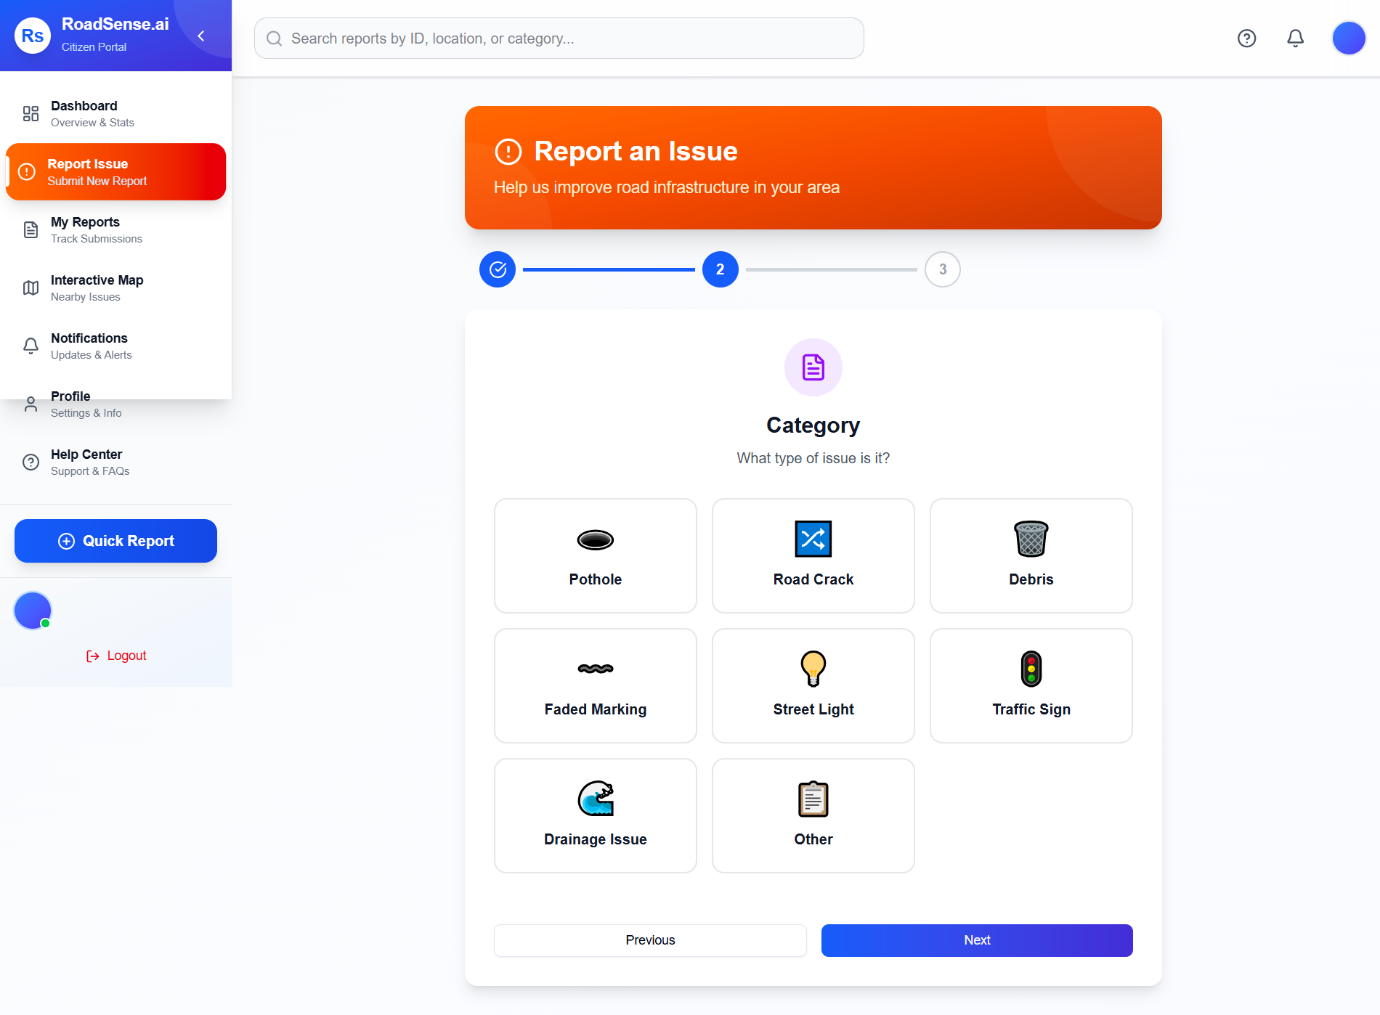 Rs
RoadSense.ai
Citizen Portal
Search reports by ID, location, or category...
Dashboard
Overview & Stats
Report Issue
Submit New Report
My Reports
Track Submissions
Interactive Map
Nearby Issues
Notifications
Updates & Alerts
Profile
Settings & Info
Help Center
Support & FAQs
Quick Report
Logout
Report an Issue
Help us improve road infrastructure in your area
2
3
Category
What type of issue is it?
Pothole
Road Crack
Debris
Faded Marking
Street Light
Traffic Sign
Drainage Issue
Other
Previous
Next